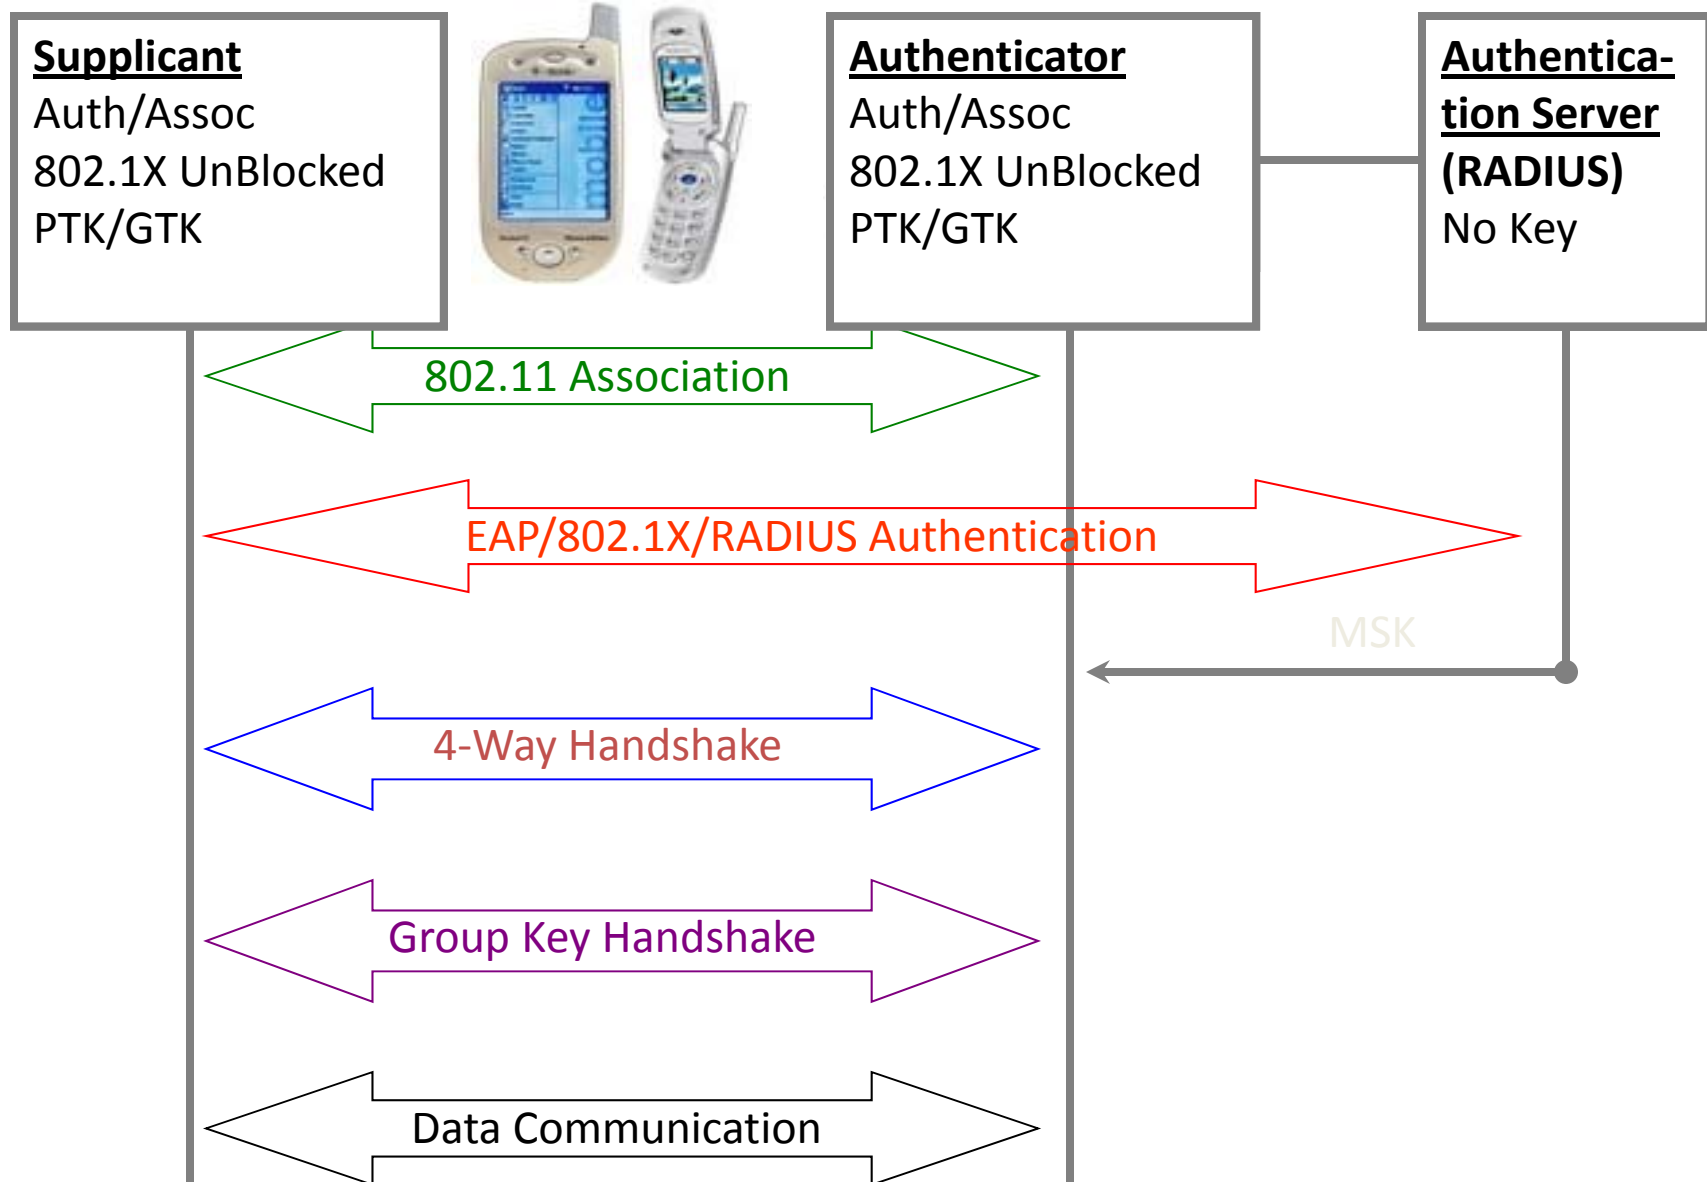 Supplicant
Auth/Assoc
802.1X UnBlocked
PTK/GTK
mobile
Authenticator
Auth/Assoc
802.1X UnBlocked
PTK/GTK
Authentica-
tion Server
(RADIUS)
No Key
802.11 Association
EAP/802.1X/RADIUS Authentication
MSK
4-Way Handshake
Group Key Handshake
Data Communication